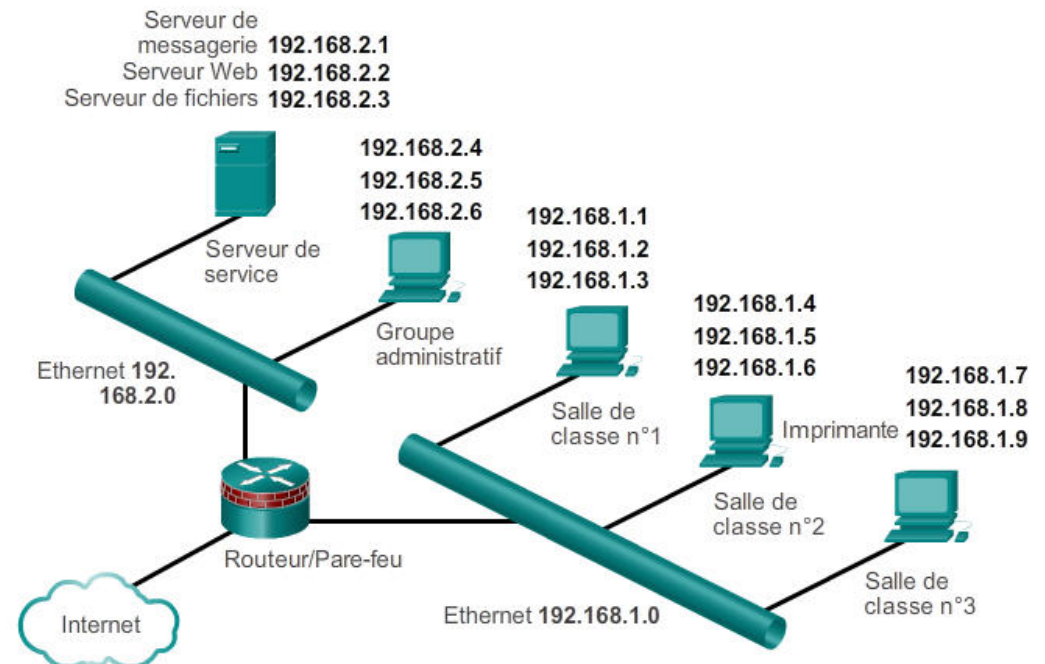 Serveur de
messagerie 192.168.2.1
Serveur Web 192.168.2.2
Serveur de fichiers 192.168.2.3
192.168.2.4
192.168.2.5
192.168.2.6
Serveur de
service
192.168.1.1
192.168.1.2
192.168.1.3
Groupe
administratif
192.168.1.4
192.168.1.5
192.168.1.6
Ethernet 192.
168.2.0
Salle de
classe n°1
192.168.1.7
Imprimante 192.168.1.8
192.168.1.9
Salle de
classe n°2
Routeur/Pare-feu
Salle de
classe n°3
Ethernet 192.168.1.0
Internet